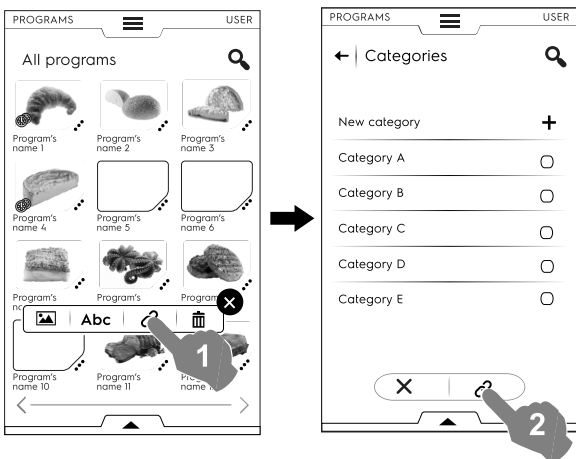 PROGRAMS USER
All programs
Program's
name 1
Program's
name 2
Program's
name 3
Program's
name 4
Program's
name 5
Program's
name 6
Program's
Program's
Program
Abc
1
Program's
name 10
Program's
name 11
PROGRAMS USER
Categories
New category
Category A
Category B
Category C
Category D
Category E
2